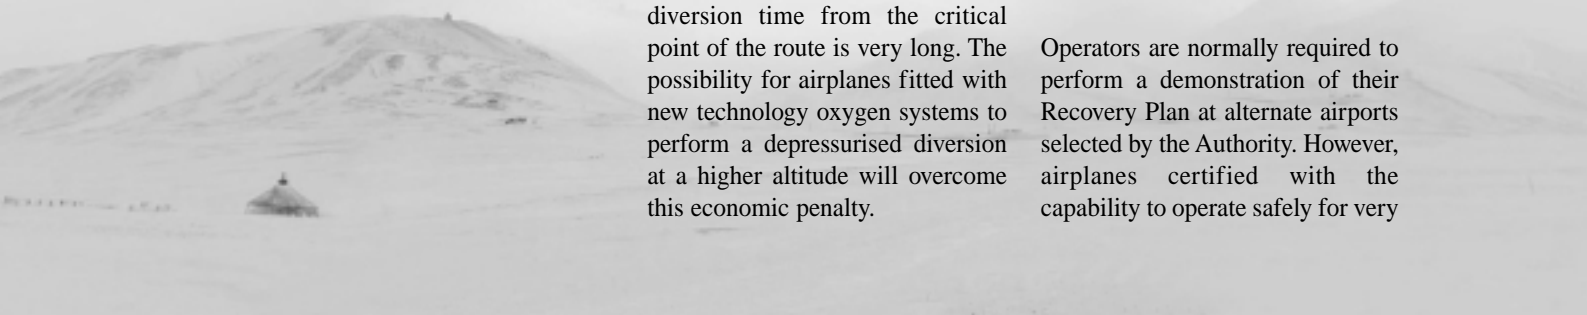 diversion time from the critical
point of the route is very long. The
possibility for airplanes fitted with
new technology oxygen systems to
perform a depressurised diversion
at a higher altitude will overcome
this economic penalty.
Operators are normally required to
perform a demonstration of their
Recovery Plan at alternate airports
selected by the Authority. However,
airplanes certified with the
capability to operate safely for very